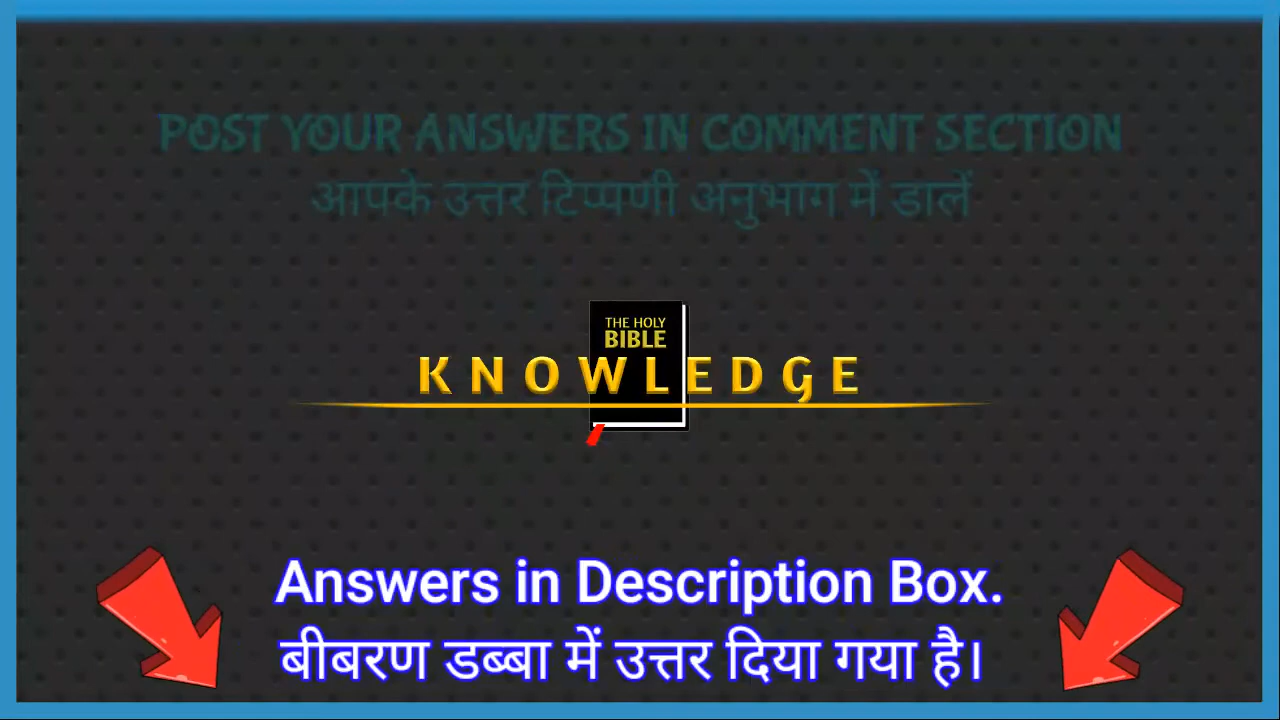 POST YOUR ANSWERS IN COMMENT SECTION
आपके उत्तर टिप्पणी अनुभाग में डालें
THE HOLY
BIBLE
KNOWLEDGE
Answers in Description Box.
बीबरण डब्बा में उत्तर दिया गया है।